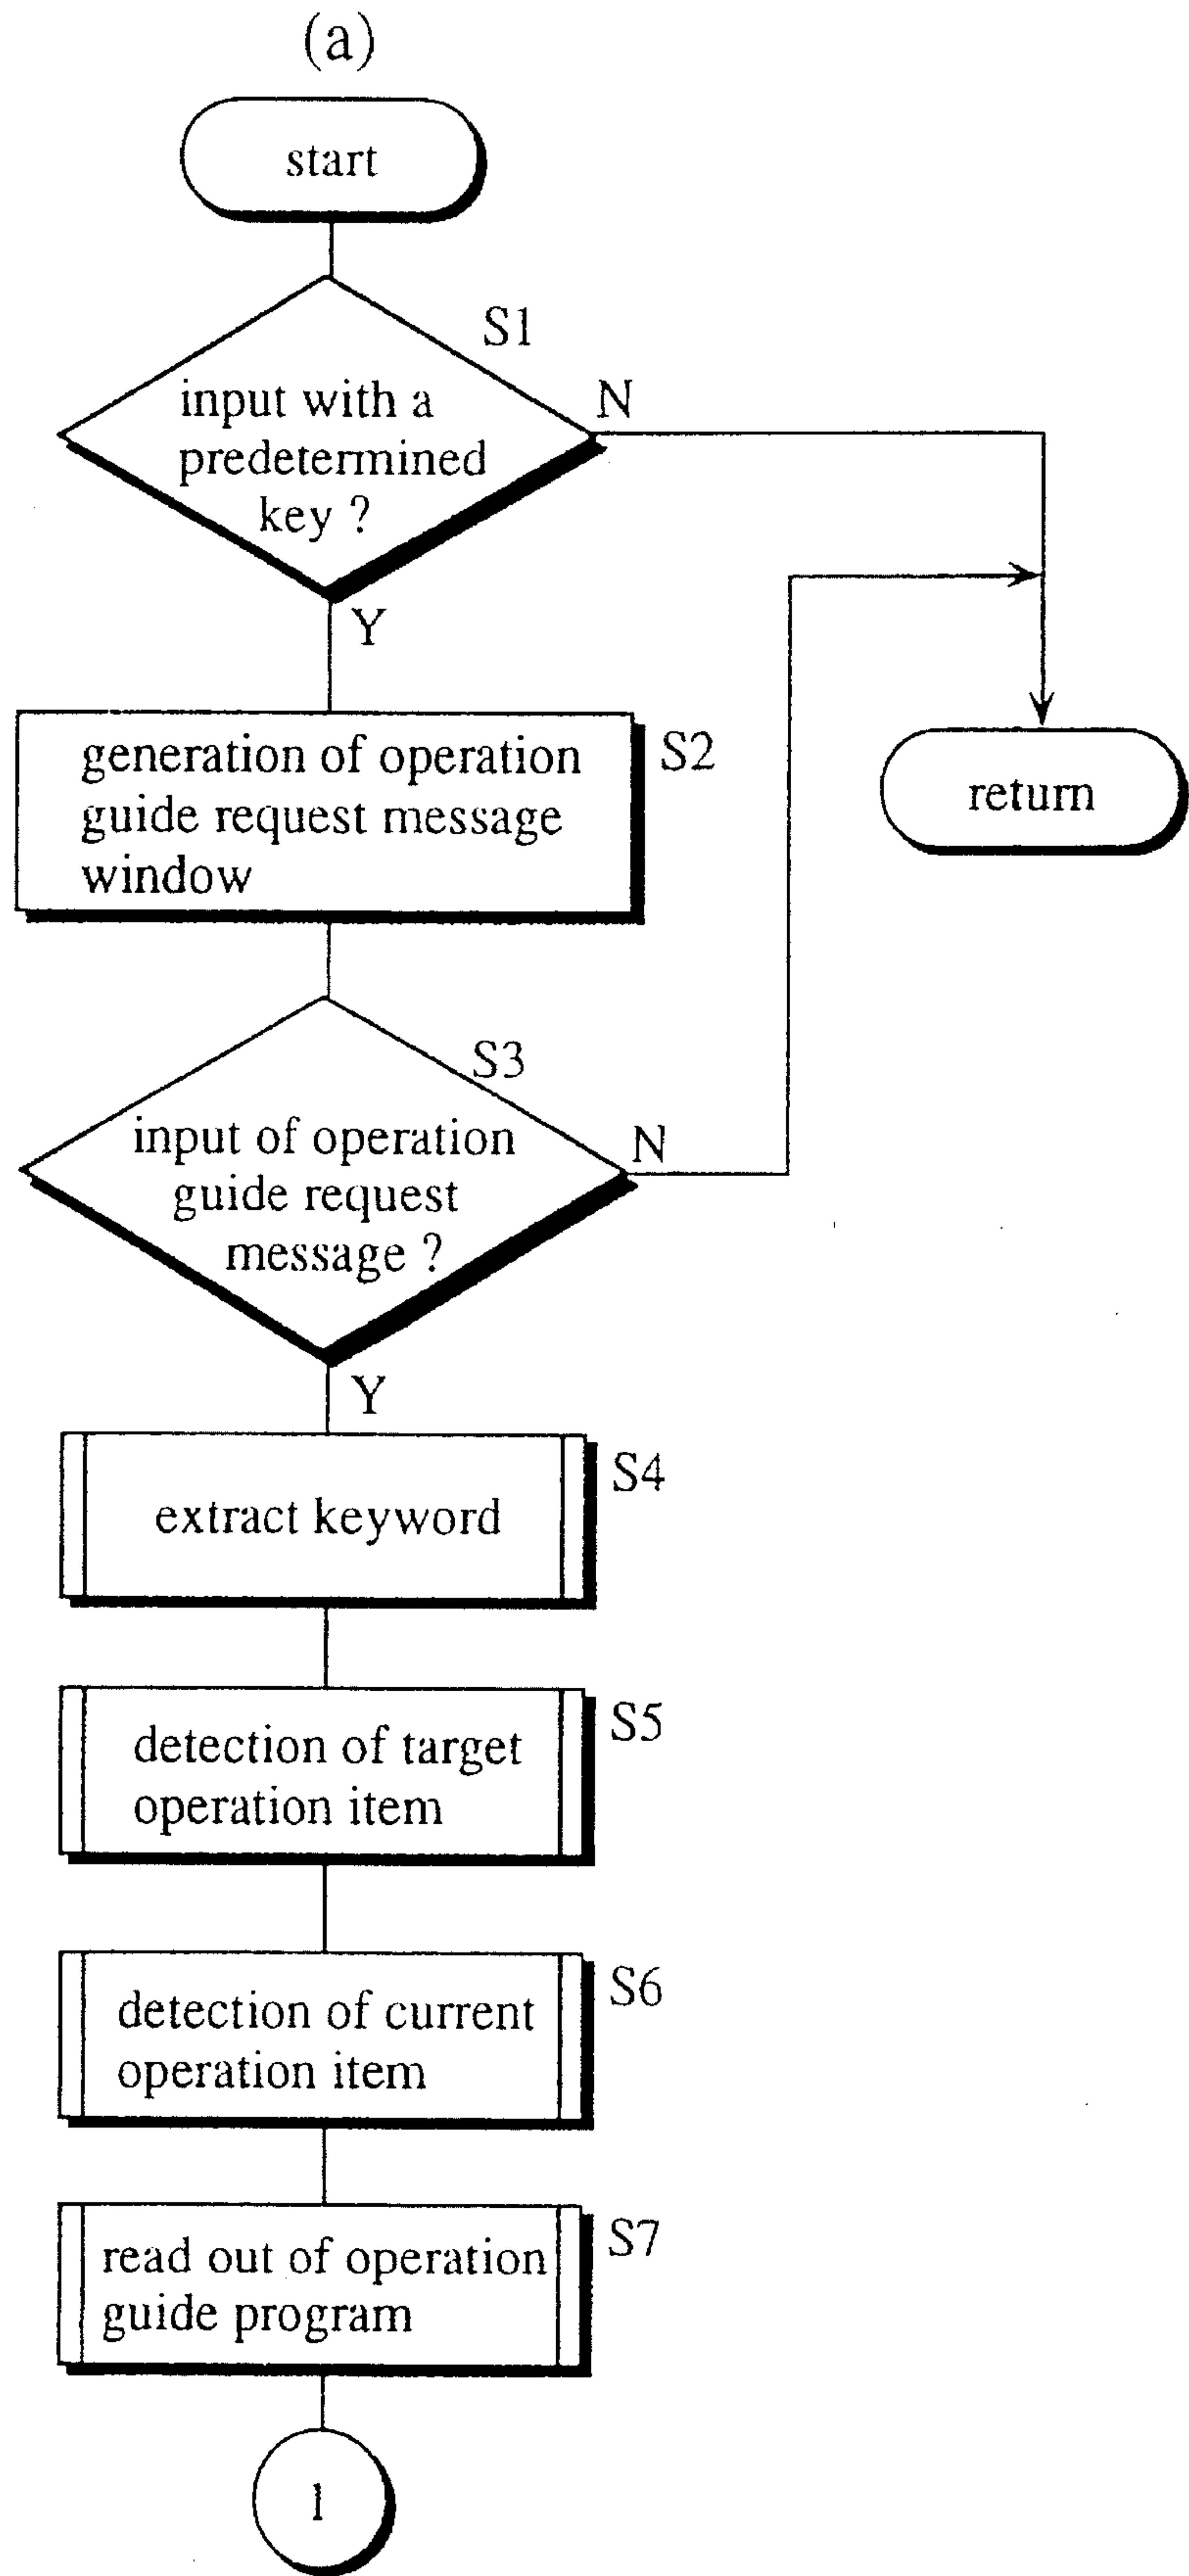 (a)
start
S1
input with a
predetermined
key ?
N
Y
generation of operation
guide request message
window
S2
return
S3
input of operation
guide request
message ?
N
Y
extract keyword
S4
detection of target
operation item
S5
detection of current
operation item
S6
read out of operation
guide program
S7
1